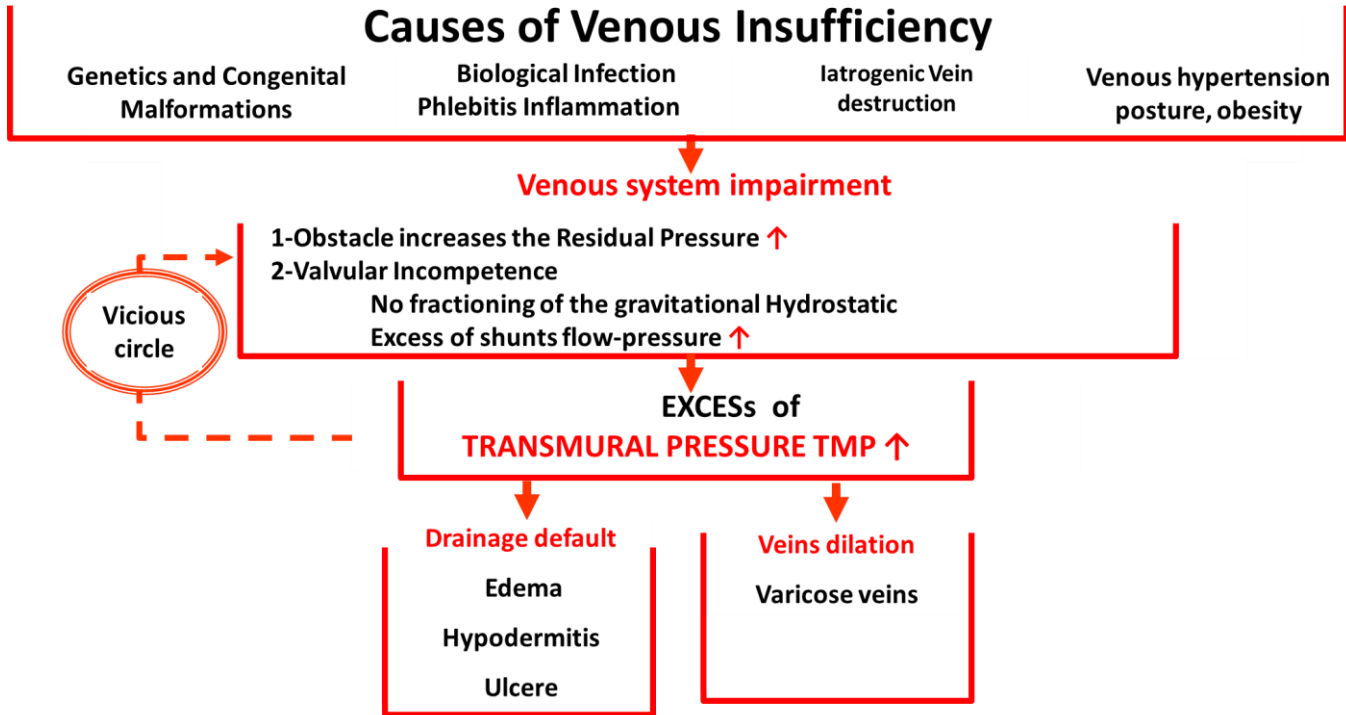 Causes of Venous Insufficiency
Genetics and Congenital
Malformations
Biological Infection
Phlebitis Inflammation
Iatrogenic Vein
destruction
Venous hypertension
posture, obesity
Venous system impairment
1-Obstacle increases the Residual Pressure ↑
2-Valvular Incompetence
No fractioning of the gravitational Hydrostatic
Excess of shunts flow-pressure ↑
Vicious
circle
EXCESs of
TRANSMURAL PRESSURE TMP ↑
Drainage default
Edema
Hypodermitis
Ulcere
Veins dilation
Varicose veins